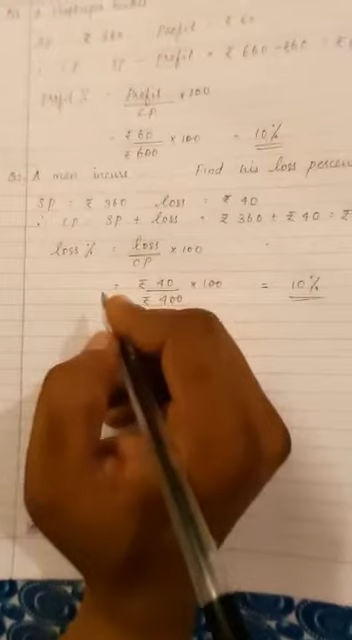 SP ₹ 660 Profit = ₹ 60
∴ CP SP - Profit = ₹ 660 - ₹60 =
Profit % = Profit/CP × 100
= ₹ 60/₹ 600 × 100 = 10%
A man incurs Find his loss percen
SP = ₹ 360 loss = ₹ 40
∴ CP = SP + loss = ₹ 360 + ₹ 40 = ₹
loss % = loss/CP × 100
= ₹ 40/₹ 400 × 100 = 10%